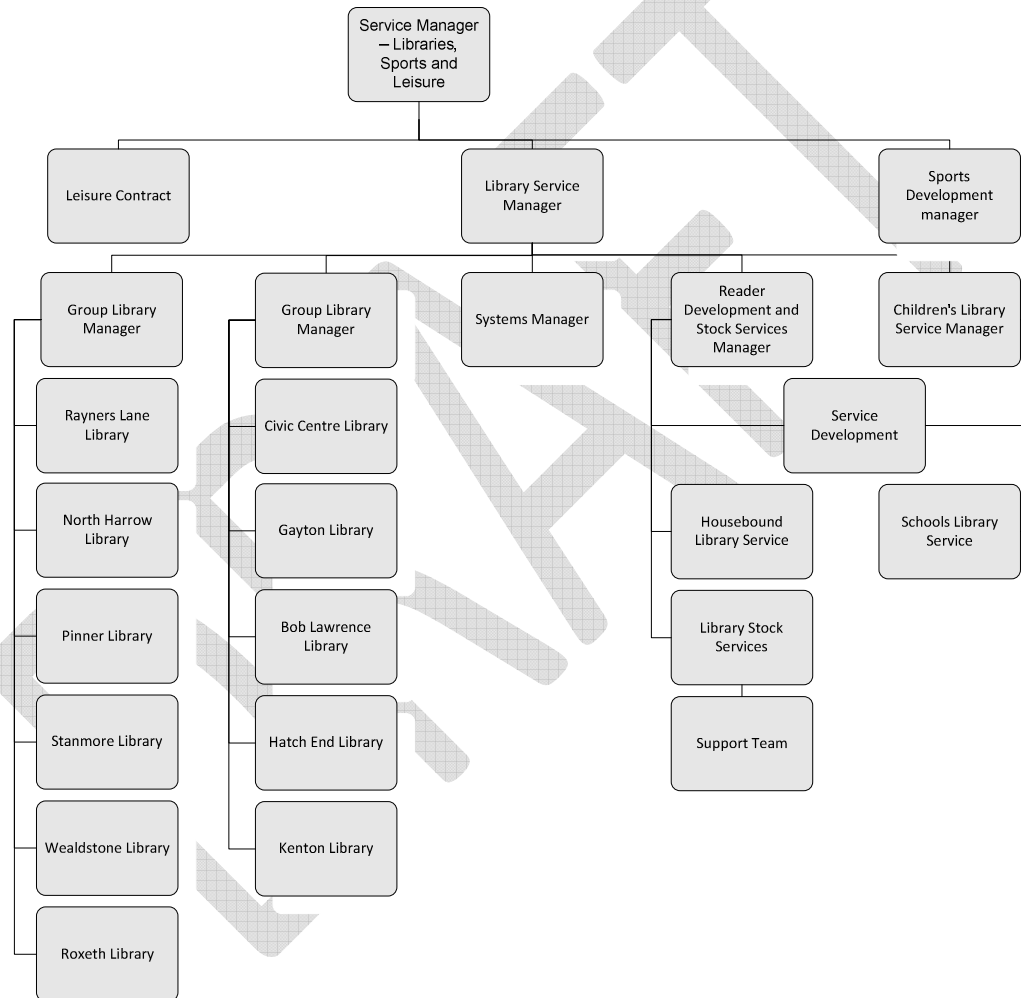 Service Manager
– Libraries,
Sports and
Leisure
Leisure Contract
Library Service
Manager
Sports
Development
manager
Group Library
Manager
Group Library
Manager
Systems Manager
Reader
Development and
Stock Services
Manager
Children's Library
Service Manager
Rayners Lane
Library
Civic Centre Library
Service
Development
North Harrow
Library
Gayton Library
Housebound
Library Service
Schools Library
Service
Pinner Library
Bob Lawrence
Library
Library Stock
Services
Stanmore Library
Hatch End Library
Support Team
Wealdstone Library
Kenton Library
Roxeth Library
DRAFT